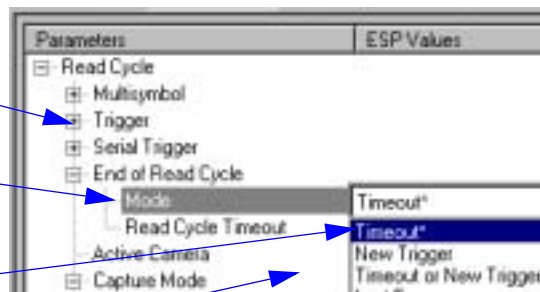 Parameters ESP Values
Read Cycle
Multisymbol
Trigger
Serial Trigger
End of Read Cycle
Mode Timeout*
Read Cycle Timeout Timeout*
Active Camera New Trigger
Capture Mode Timeout or New Trigger